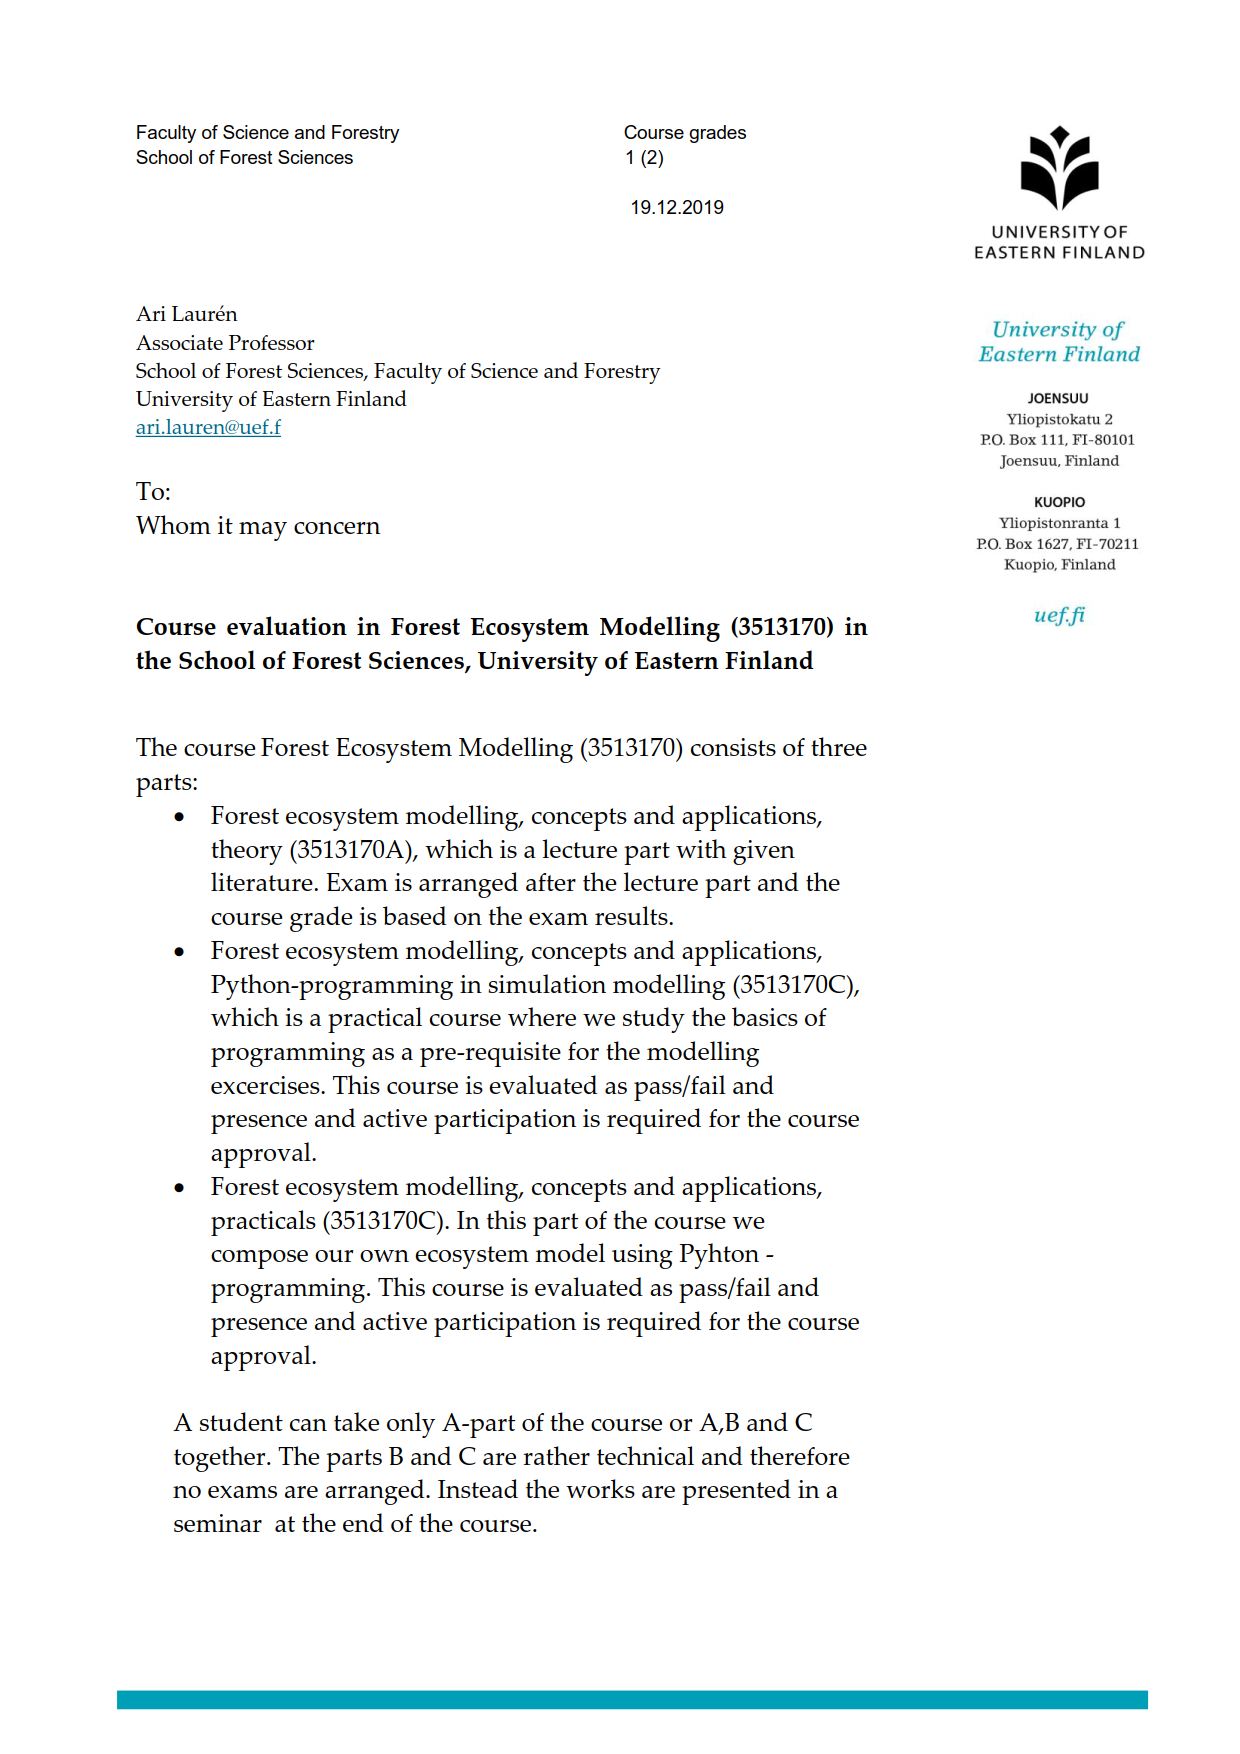 Faculty of Science and Forestry
School of Forest Sciences
Course grades
1 (2)
19.12.2019
UNIVERSITY OF
EASTERN FINLAND
University of
Eastern Finland
JOENSUU
Yliopistokatu 2
P.O. Box 111, FI-80101
Joensuu, Finland
KUOPIO
Yliopistonranta 1
P.O. Box 1627, FI-70211
Kuopio, Finland
uef.fi
Ari Laurén
Associate Professor
School of Forest Sciences, Faculty of Science and Forestry
University of Eastern Finland
ari.lauren@uef.f
To:
Whom it may concern
Course evaluation in Forest Ecosystem Modelling (3513170) in
the School of Forest Sciences, University of Eastern Finland
The course Forest Ecosystem Modelling (3513170) consists of three
parts:
• Forest ecosystem modelling, concepts and applications,
theory (3513170A), which is a lecture part with given
literature. Exam is arranged after the lecture part and the
course grade is based on the exam results.
• Forest ecosystem modelling, concepts and applications,
Python-programming in simulation modelling (3513170C),
which is a practical course where we study the basics of
programming as a pre-requisite for the modelling
excercises. This course is evaluated as pass/fail and
presence and active participation is required for the course
approval.
• Forest ecosystem modelling, concepts and applications,
practicals (3513170C). In this part of the course we
compose our own ecosystem model using Pyhton -
programming. This course is evaluated as pass/fail and
presence and active participation is required for the course
approval.
A student can take only A-part of the course or A,B and C
together. The parts B and C are rather technical and therefore
no exams are arranged. Instead the works are presented in a
seminar at the end of the course.